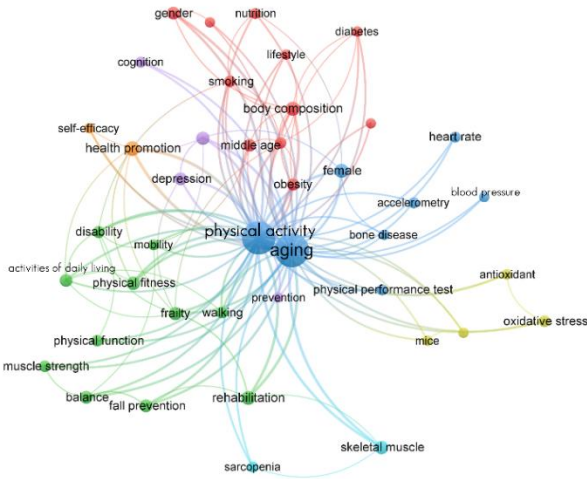 gender
nutrition
diabetes
lifestyle
cognition
smoking
body composition
self-efficacy
heart rate
health promotion
middle age
female
depression
obesity
blood pressure
accelerometry
disability
physical activity
bone disease
mobility
aging
activities of daily living
antioxidant
physical fitness
prevention
physical performance test
frailty
walking
oxidative stress
physical function
mice
muscle strength
balance
fall prevention
rehabilitation
skeletal muscle
sarcopenia